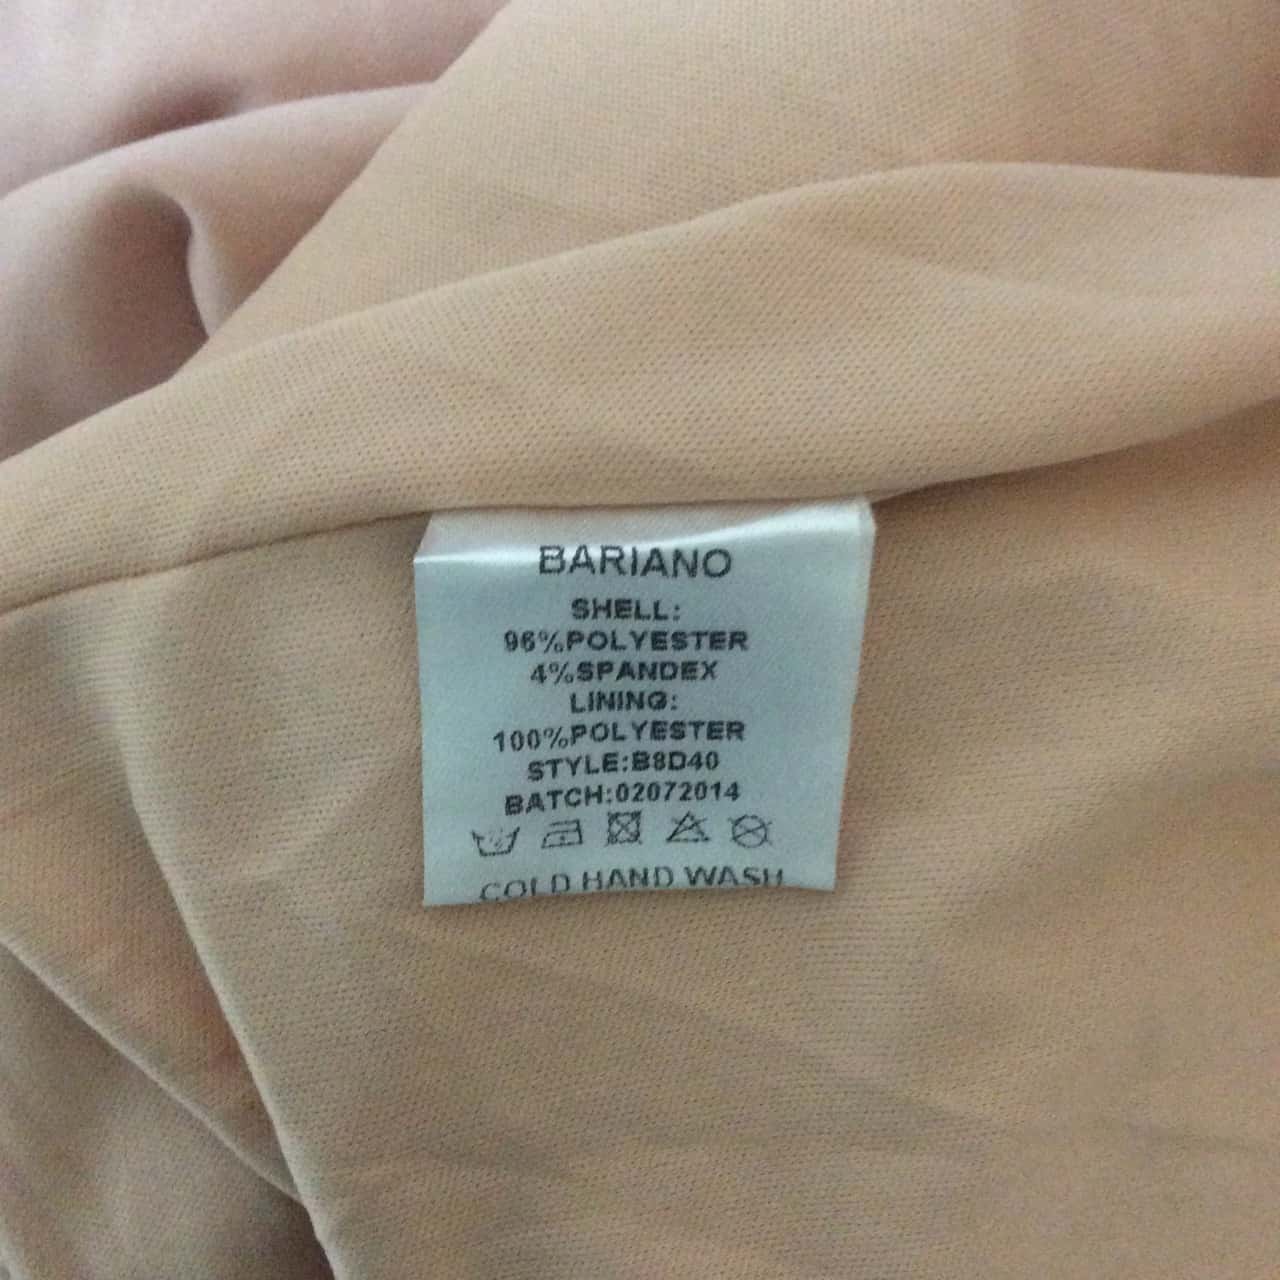 BARIANO
SHELL:
96%POLYESTER
4%SPANDEX
LINING:
100%POLYESTER
STYLE:B8D40
BATCH:02072014
COLD HAND WASH